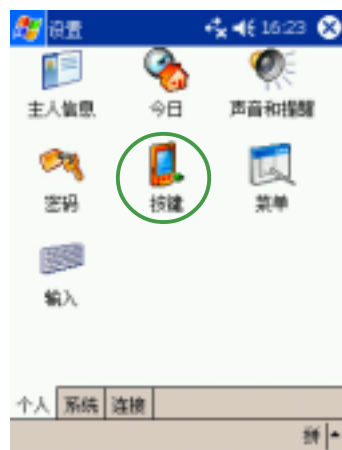 设置 16:23
主人信息 今日 声音和提醒
密码 按键 菜单
输入
个人 系统 连接
拼